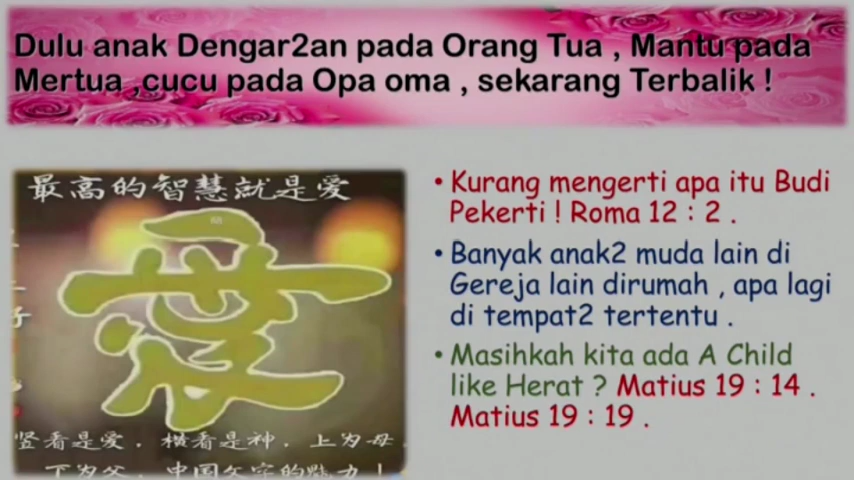 Dulu anak Dengar2an pada Orang Tua , Mantu pada
Mertua ,cucu pada Opa oma , sekarang Terbalik !
最高的智慧就是爱
• Kurang mengerti apa itu Budi
Pekerti ! Roma 12 : 2 .
• Banyak anak2 muda lain di
Gereja lain dirumah , apa lagi
di tempat2 tertentu .
• Masihkah kita ada A Child
like Herat ? Matius 19 : 14 .
Matius 19 : 19 .
竖看是爱 . 横看是神 . 上为母 .
下为父 . 中国文字的魅力 !